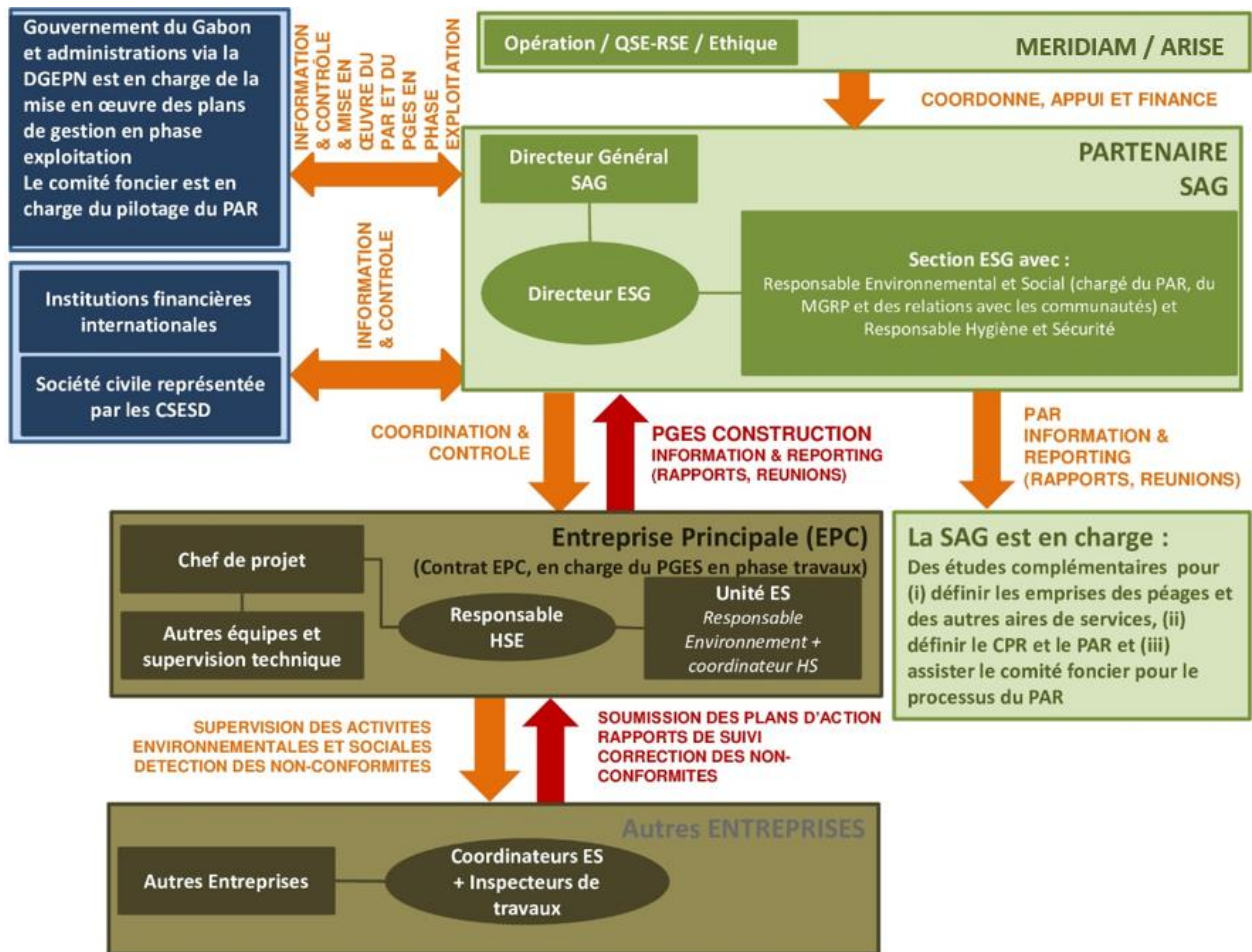 Gouvernement du Gabon
et administrations via la
DGEPN est en charge de la
mise en œuvre des plans
de gestion en phase
exploitation
Le comité foncier est en
charge du pilotage du PAR
INFORMATION
& CONTRÔLE
& MISE EN
ŒUVRE DU
PAR ET DU
PGES EN
PHASE
EXPLOITATION
Opération / QSE-RSE / Ethique
MERIDIAM / ARISE
COORDONNE, APPUI ET FINANCE
PARTENAIRE
SAG
Directeur Général
SAG
Directeur ESG
Section ESG avec :
Responsable Environnemental et Social (chargé du PAR, du
MGRP et des relations avec les communautés) et
Responsable Hygiène et Sécurité
Institutions financières
internationales
Société civile représentée
par les CSESD
INFORMATION
& CONTROLE
COORDINATION &
CONTROLE
PGES CONSTRUCTION
INFORMATION & REPORTING
(RAPPORTS, REUNIONS)
PAR
INFORMATION &
REPORTING
(RAPPORTS, REUNIONS)
Entreprise Principale (EPC)
(Contrat EPC, en charge du PGES en phase travaux)
Chef de projet
Autres équipes et
supervision technique
Responsable
HSE
Unité ES
Responsable
Environnement +
coordinateur HS
La SAG est en charge :
Des études complémentaires pour
(i) définir les emprises des péages et
des autres aires de services, (ii)
définir le CPR et le PAR et (iii)
assister le comité foncier pour le
processus du PAR
SUPERVISION DES ACTIVITES
ENVIRONNEMENTALES ET SOCIALES
DETECTION DES NON-CONFORMITES
SOUMISSION DES PLANS D'ACTION
RAPPORTS DE SUIVI
CORRECTION DES NON-
CONFORMITES
Autres ENTREPRISES
Autres Entreprises
Coordinateurs ES
+ Inspecteurs de
travaux